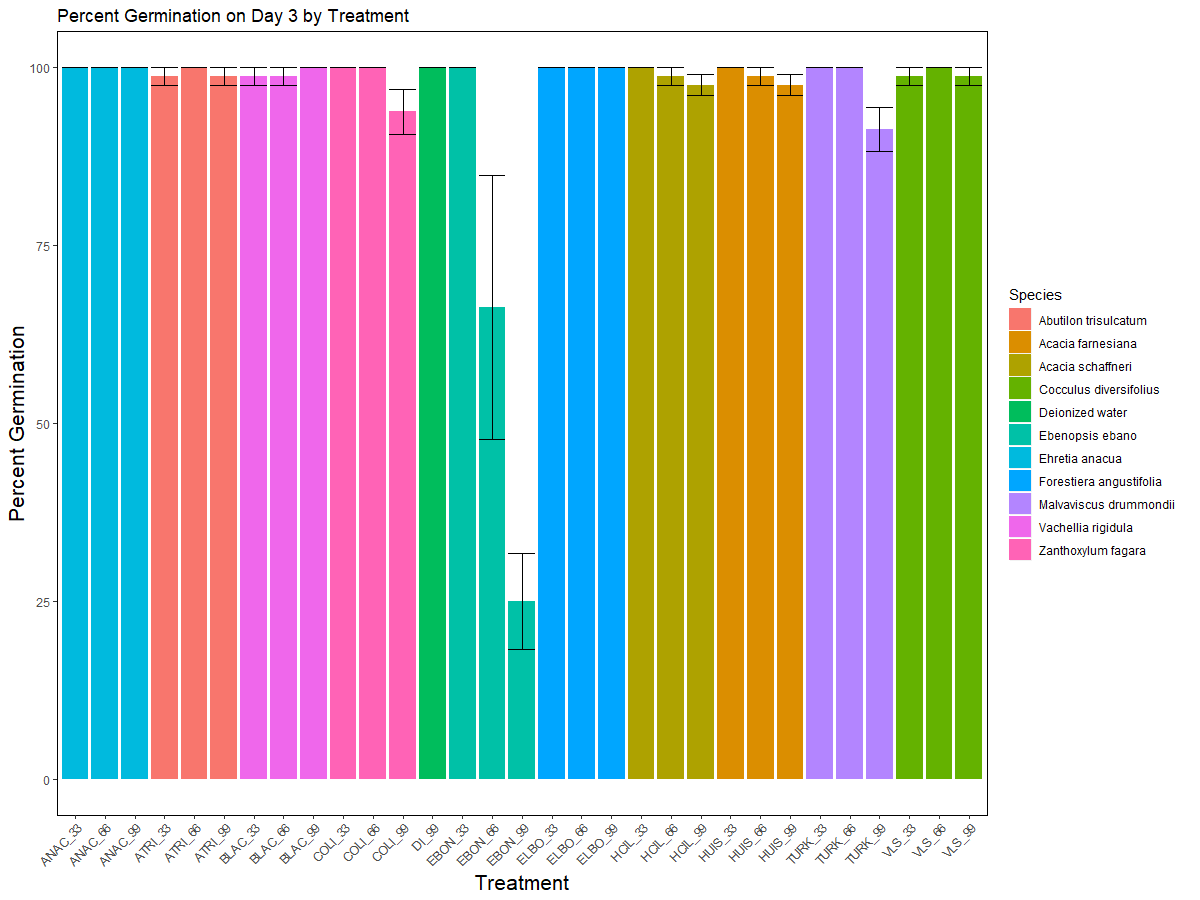 Percent Germination on Day 3 by Treatment
Percent Germination
100
75
50
25
0
ANAC_33
ANAC_66
ANAC_99
ATRI_33
ATRI_66
ATRI_99
BLAC_33
BLAC_66
BLAC_99
COLI_33
COLI_66
COLI_99
DI_99
EBON_33
EBON_66
EBON_99
ELBO_33
ELBO_66
ELBO_99
HCIL_33
HCIL_66
HCIL_99
HUIS_33
HUIS_66
HUIS_99
TURK_33
TURK_66
TURK_99
VLS_33
VLS_66
VLS_99
Treatment
Species
Abutilon trisulcatum
Acacia farnesiana
Acacia schaffneri
Cocculus diversifolius
Deionized water
Ebenopsis ebano
Ehretia anacua
Forestiera angustifolia
Malvaviscus drummondii
Vachellia rigidula
Zanthoxylum fagara